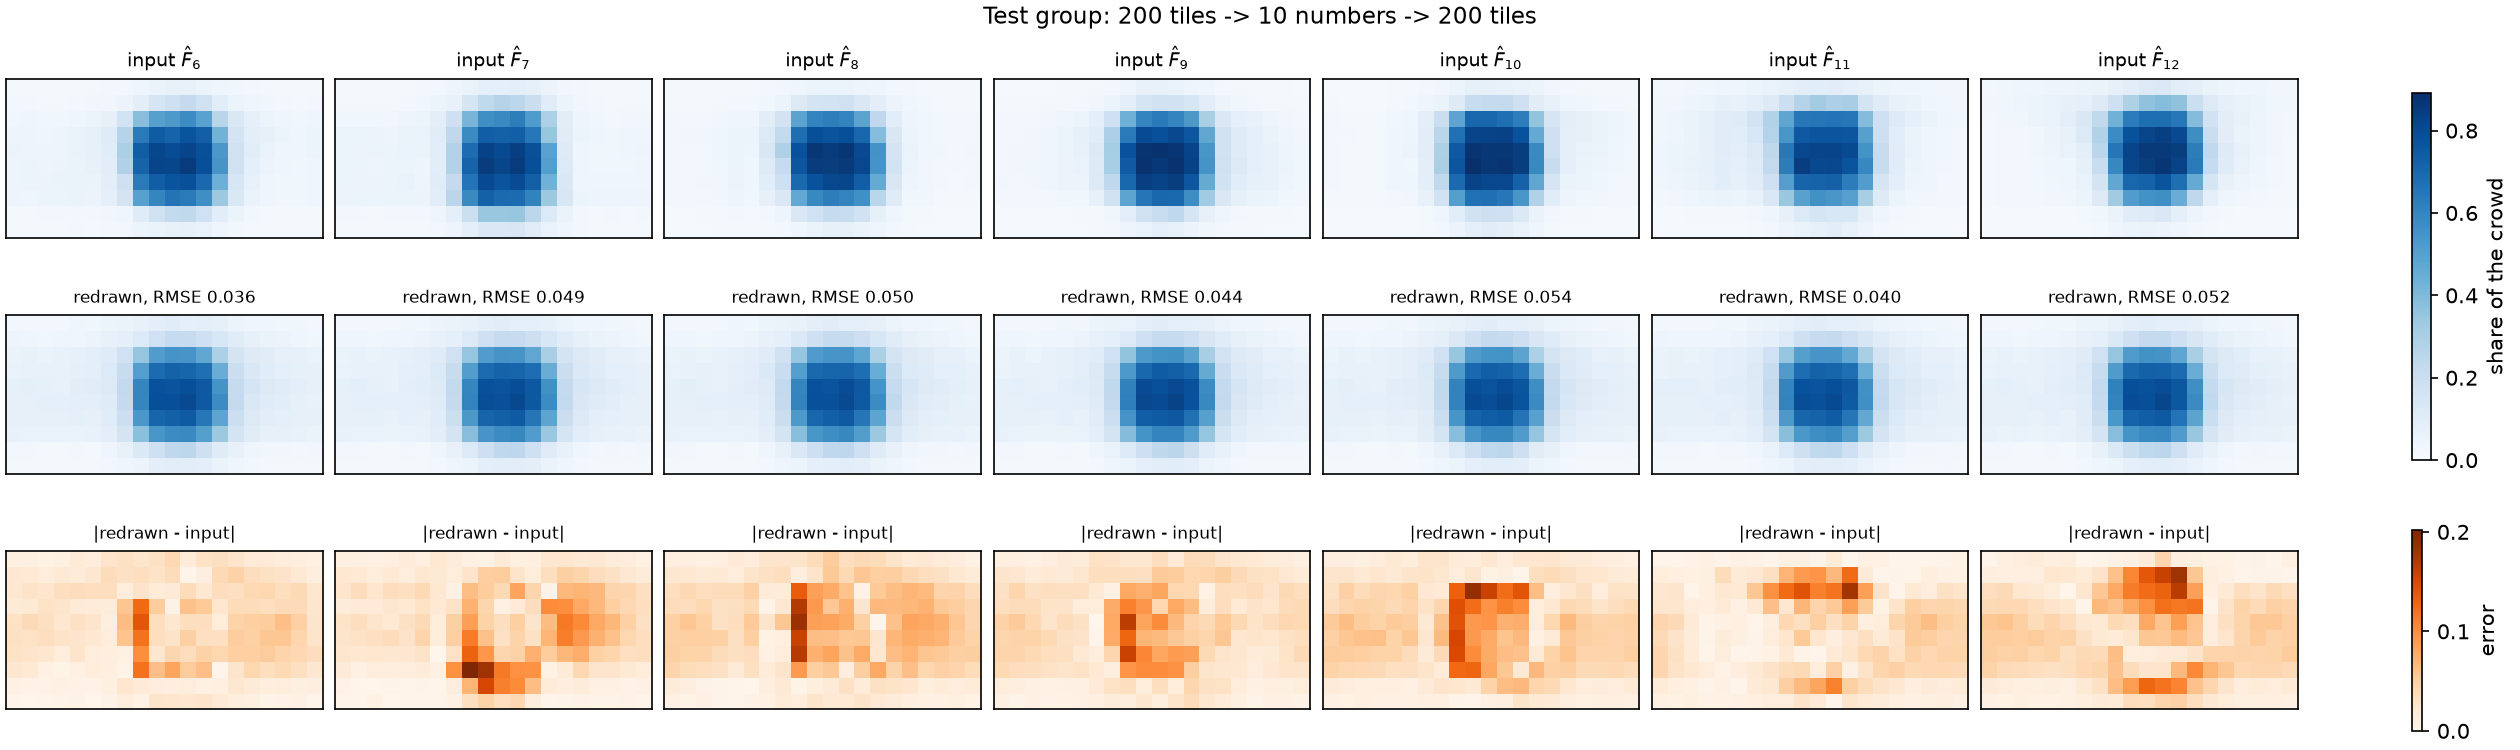 Test group: 200 tiles -> 10 numbers -> 200 tiles
input F̂₆ input F̂₇ input F̂₈ input F̂₉ input F̂₁₀ input F̂₁₁ input F̂₁₂
redrawn, RMSE 0.036 redrawn, RMSE 0.049 redrawn, RMSE 0.050 redrawn, RMSE 0.044 redrawn, RMSE 0.054 redrawn, RMSE 0.040 redrawn, RMSE 0.052
|redrawn - input| |redrawn - input| |redrawn - input| |redrawn - input| |redrawn - input| |redrawn - input| |redrawn - input|
0.8
0.6
0.4
0.2
0.0
share of the crowd
0.2
0.1
0.0
error